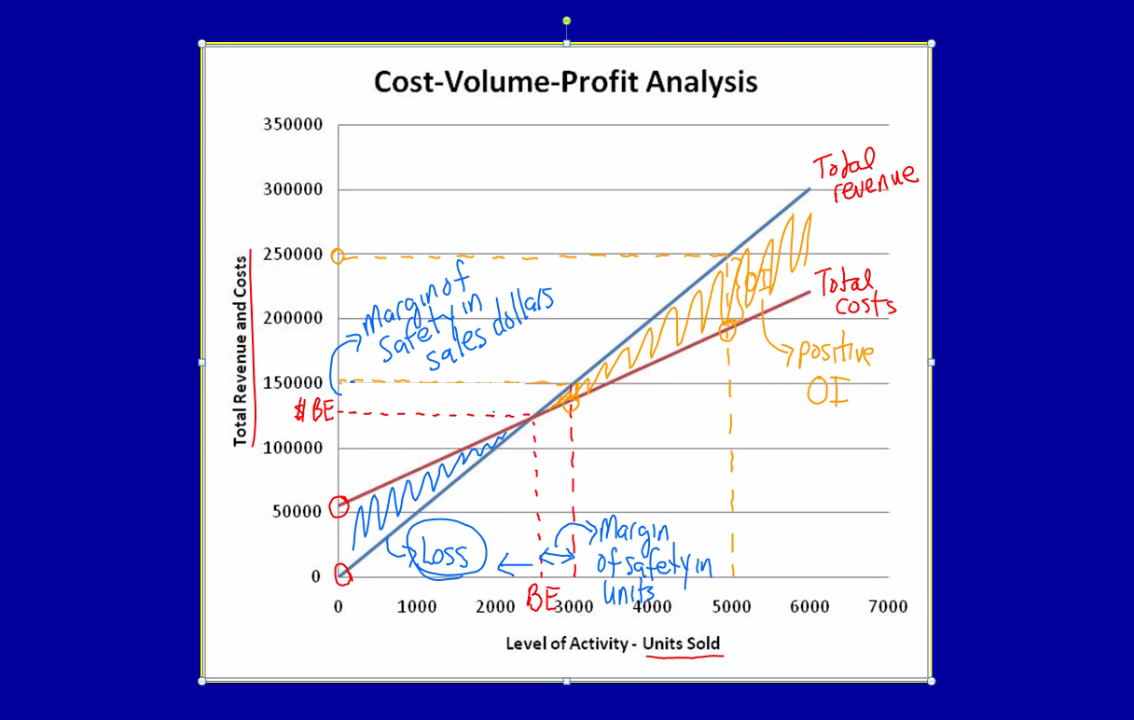 Cost-Volume-Profit Analysis
350000
300000
250000
200000
150000
100000
50000
0
Total Revenue and Costs
0 1000 2000 3000 4000 5000 6000 7000
Level of Activity - Units Sold
Total
revenue
Total
costs
Margin of
safety in
sales dollars
$ BE
OI
positive
OI
Loss
Margin
of safety in
units
BE